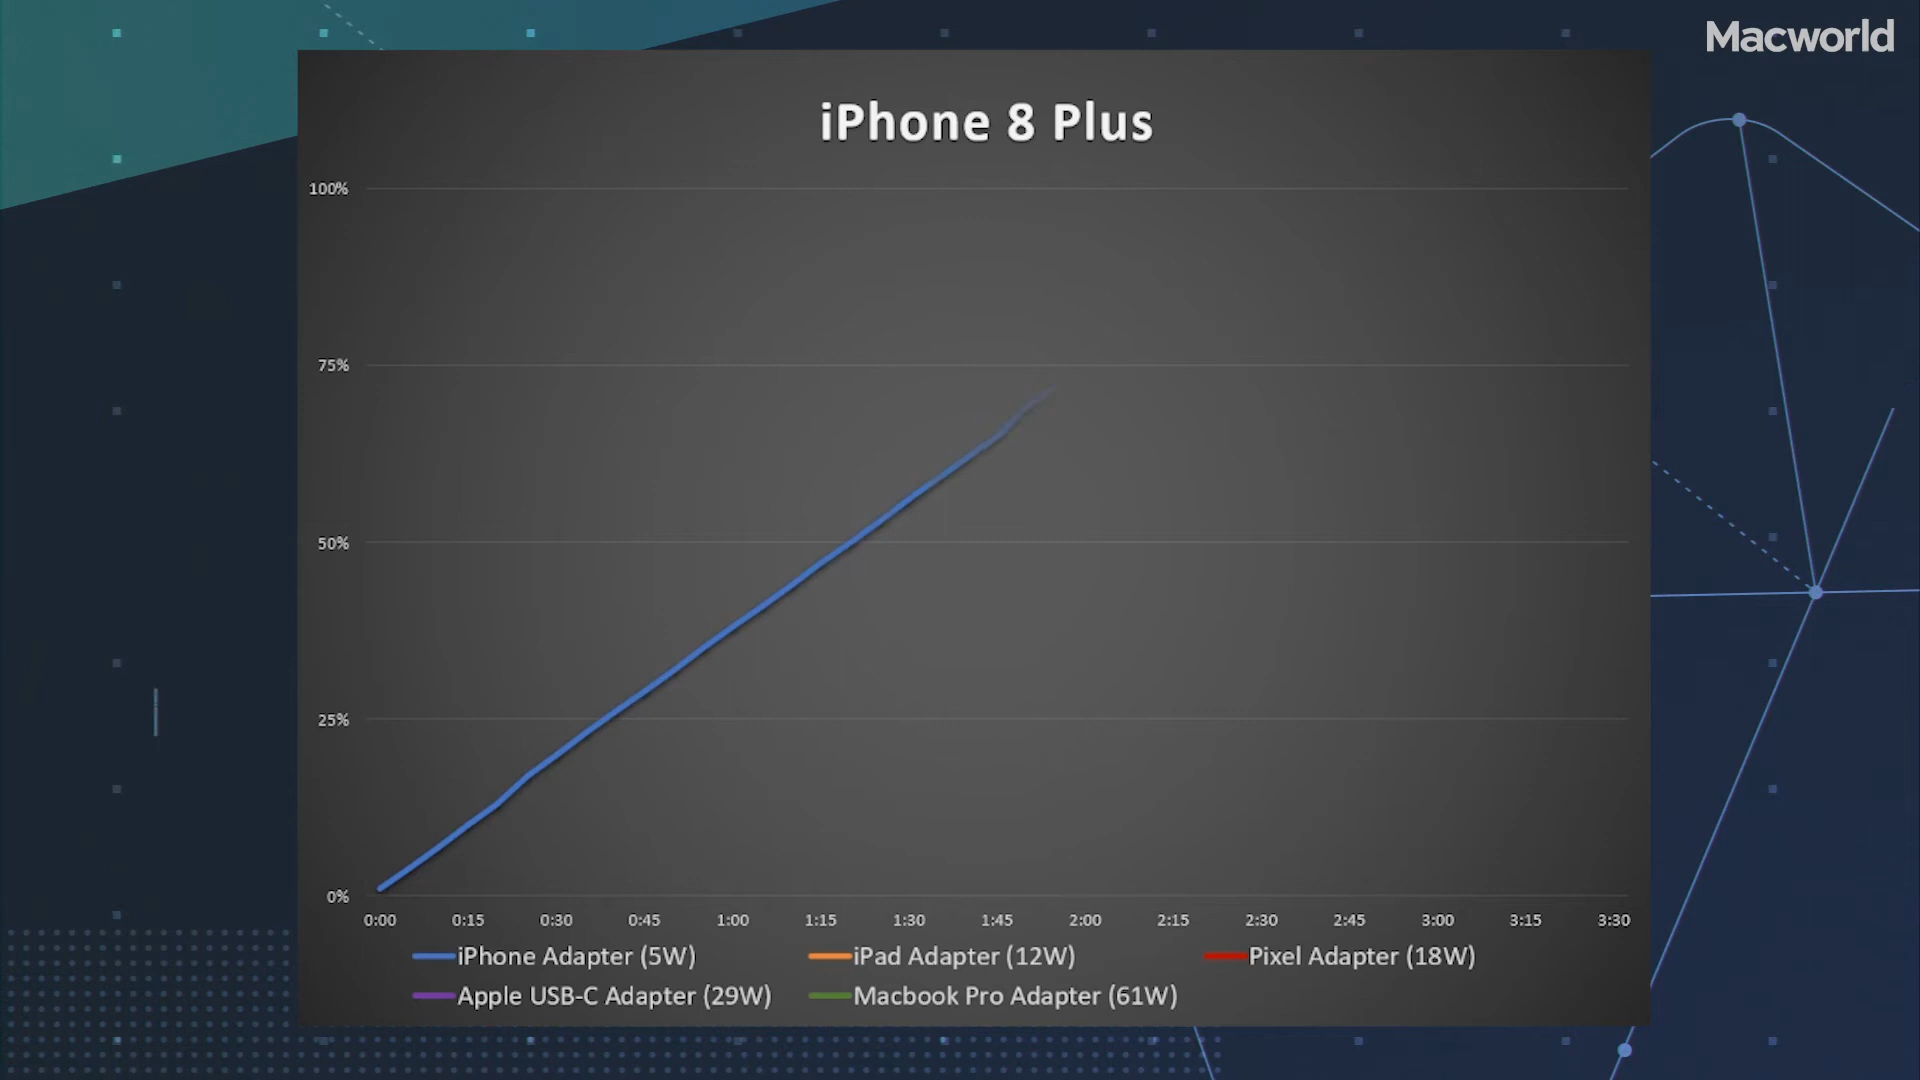 Macworld
iPhone 8 Plus
100%
75%
50%
25%
0%
0:00 0:15 0:30 0:45 1:00 1:15 1:30 1:45 2:00 2:15 2:30 2:45 3:00 3:15 3:30
iPhone Adapter (5W) iPad Adapter (12W) Pixel Adapter (18W)
Apple USB-C Adapter (29W) Macbook Pro Adapter (61W)